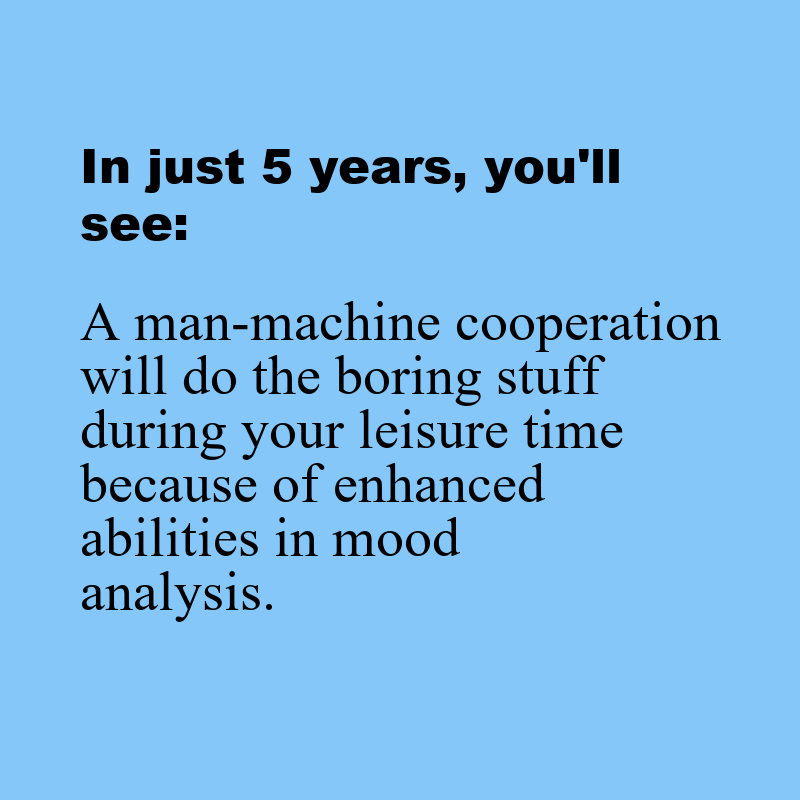 In just 5 years, you'll
see:
A man-machine cooperation
will do the boring stuff
during your leisure time
because of enhanced
abilities in mood
analysis.